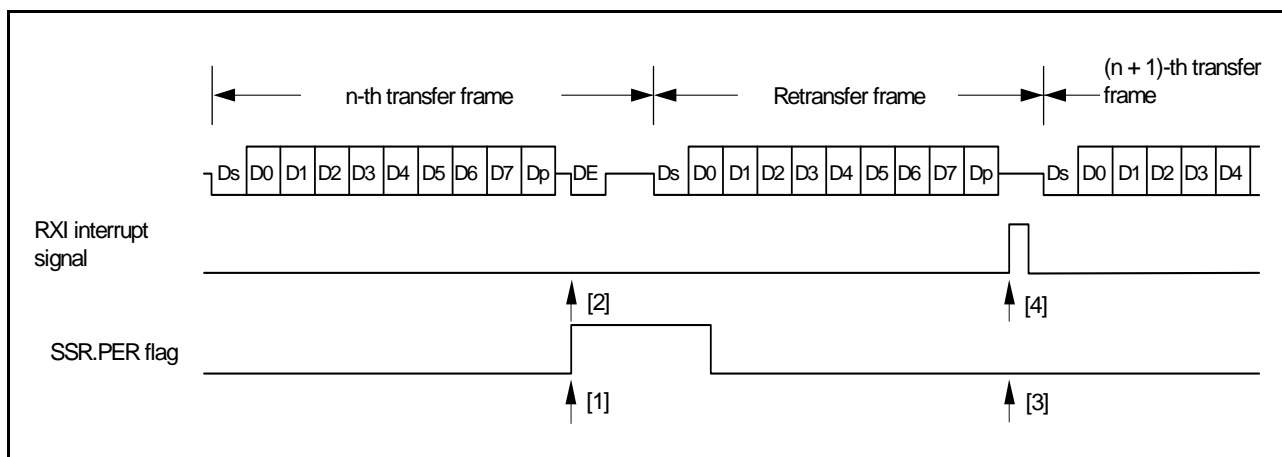 n-th transfer frame
Retransfer frame
(n + 1)-th transfer
frame
Ds D0 D1 D2 D3 D4 D5 D6 D7 Dp DE Ds D0 D1 D2 D3 D4 D5 D6 D7 Dp Ds D0 D1 D2 D3 D4
RXI interrupt
signal
[2] [4]
SSR.PER flag
[1] [3]